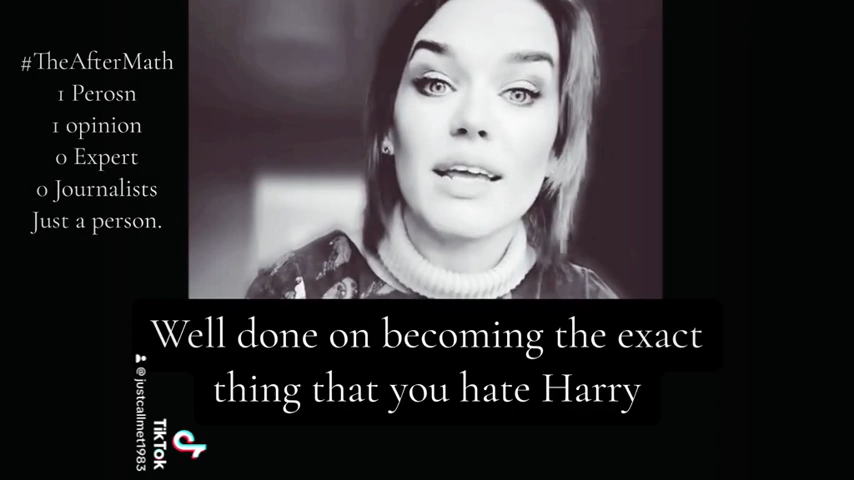 #TheAfterMath
1 Perosn
1 opinion
0 Expert
0 Journalists
Just a person.
Well done on becoming the exact
thing that you hate Harry
@justcallmet1983
TikTok